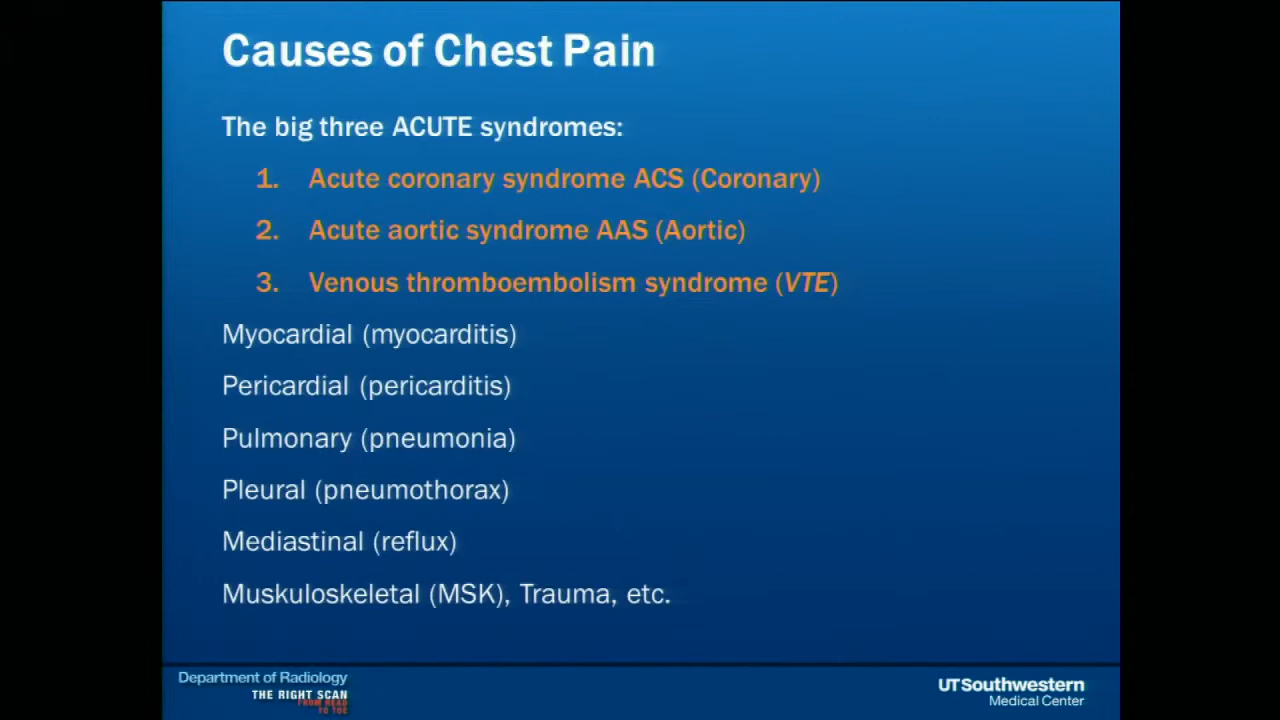 Causes of Chest Pain
The big three ACUTE syndromes:
1. Acute coronary syndrome ACS (Coronary)
2. Acute aortic syndrome AAS (Aortic)
3. Venous thromboembolism syndrome (VTE)
Myocardial (myocarditis)
Pericardial (pericarditis)
Pulmonary (pneumonia)
Pleural (pneumothorax)
Mediastinal (reflux)
Muskuloskeletal (MSK), Trauma, etc.
Department of Radiology
THE RIGHT SCAN
FROM HEAD
TO TOE
UTSouthwestern
Medical Center